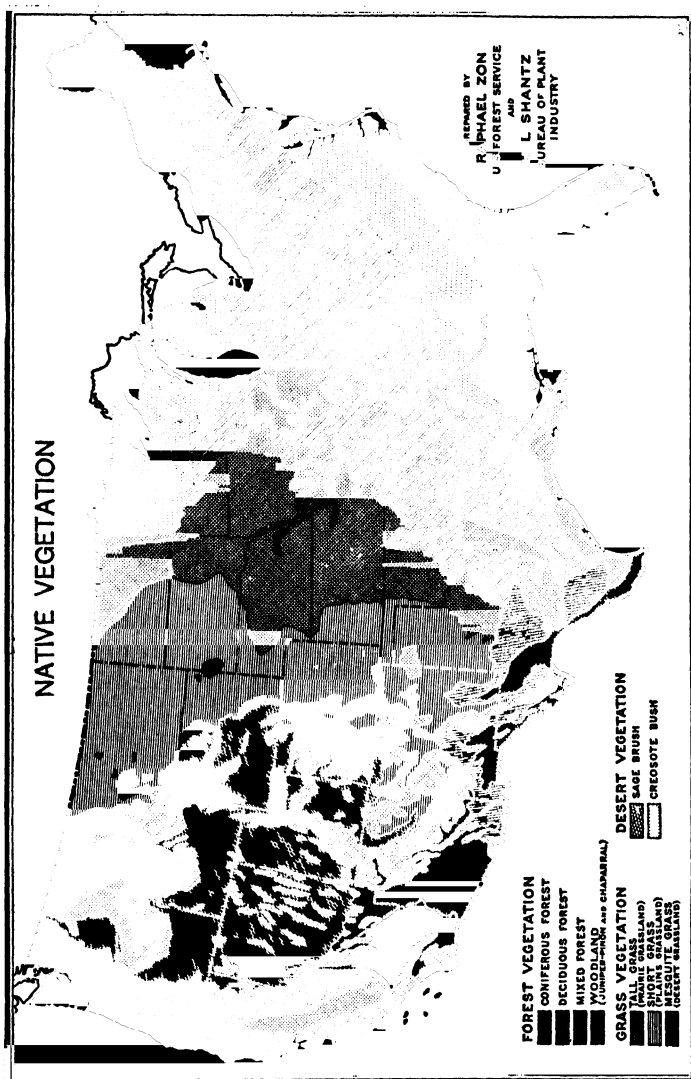 NATIVE VEGETATION
REPARED BY
R PHAEL ZON
U FOREST SERVICE
AND
L SHANTZ
UREAU OF PLANT
INDUSTRY
FOREST VEGETATION
CONIFEROUS FOREST
DECIDUOUS FOREST
MIXED FOREST
WOODLAND
(JUNIPER-PIÑON AND CHAPARRAL)
GRASS VEGETATION
TALL GRASS
(PRAIRIE GRASSLAND)
SHORT GRASS
(PLAINS GRASSLAND)
MESQUITE GRASS
(DESERT GRASSLAND)
DESERT VEGETATION
SAGE BRUSH
CREOSOTE BUSH